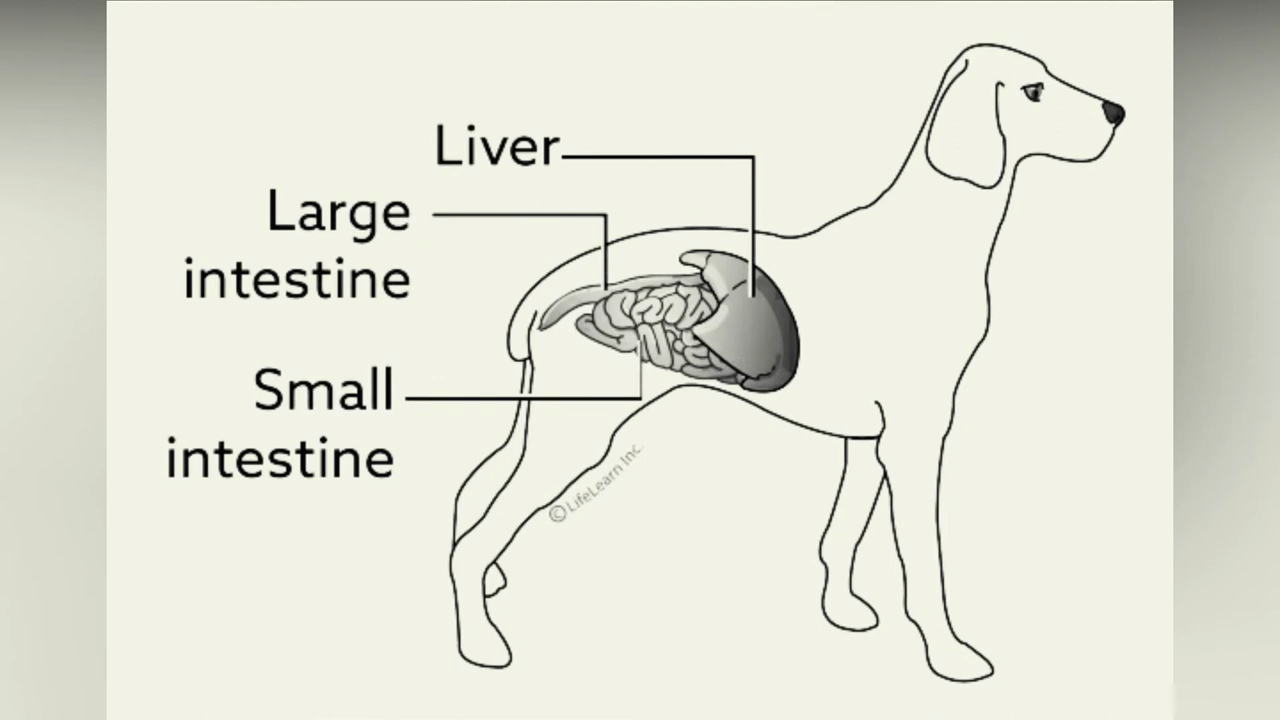 Liver
Large
intestine
Small
intestine
© LifeLearn Inc.